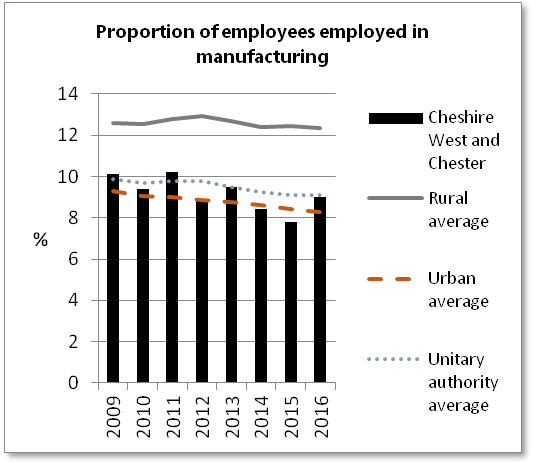 Proportion of employees employed in
manufacturing
14
12
10
8
6
4
2
0
%
2009
2010
2011
2012
2013
2014
2015
2016
Cheshire
West and
Chester
Rural
average
Urban
average
Unitary
authority
average